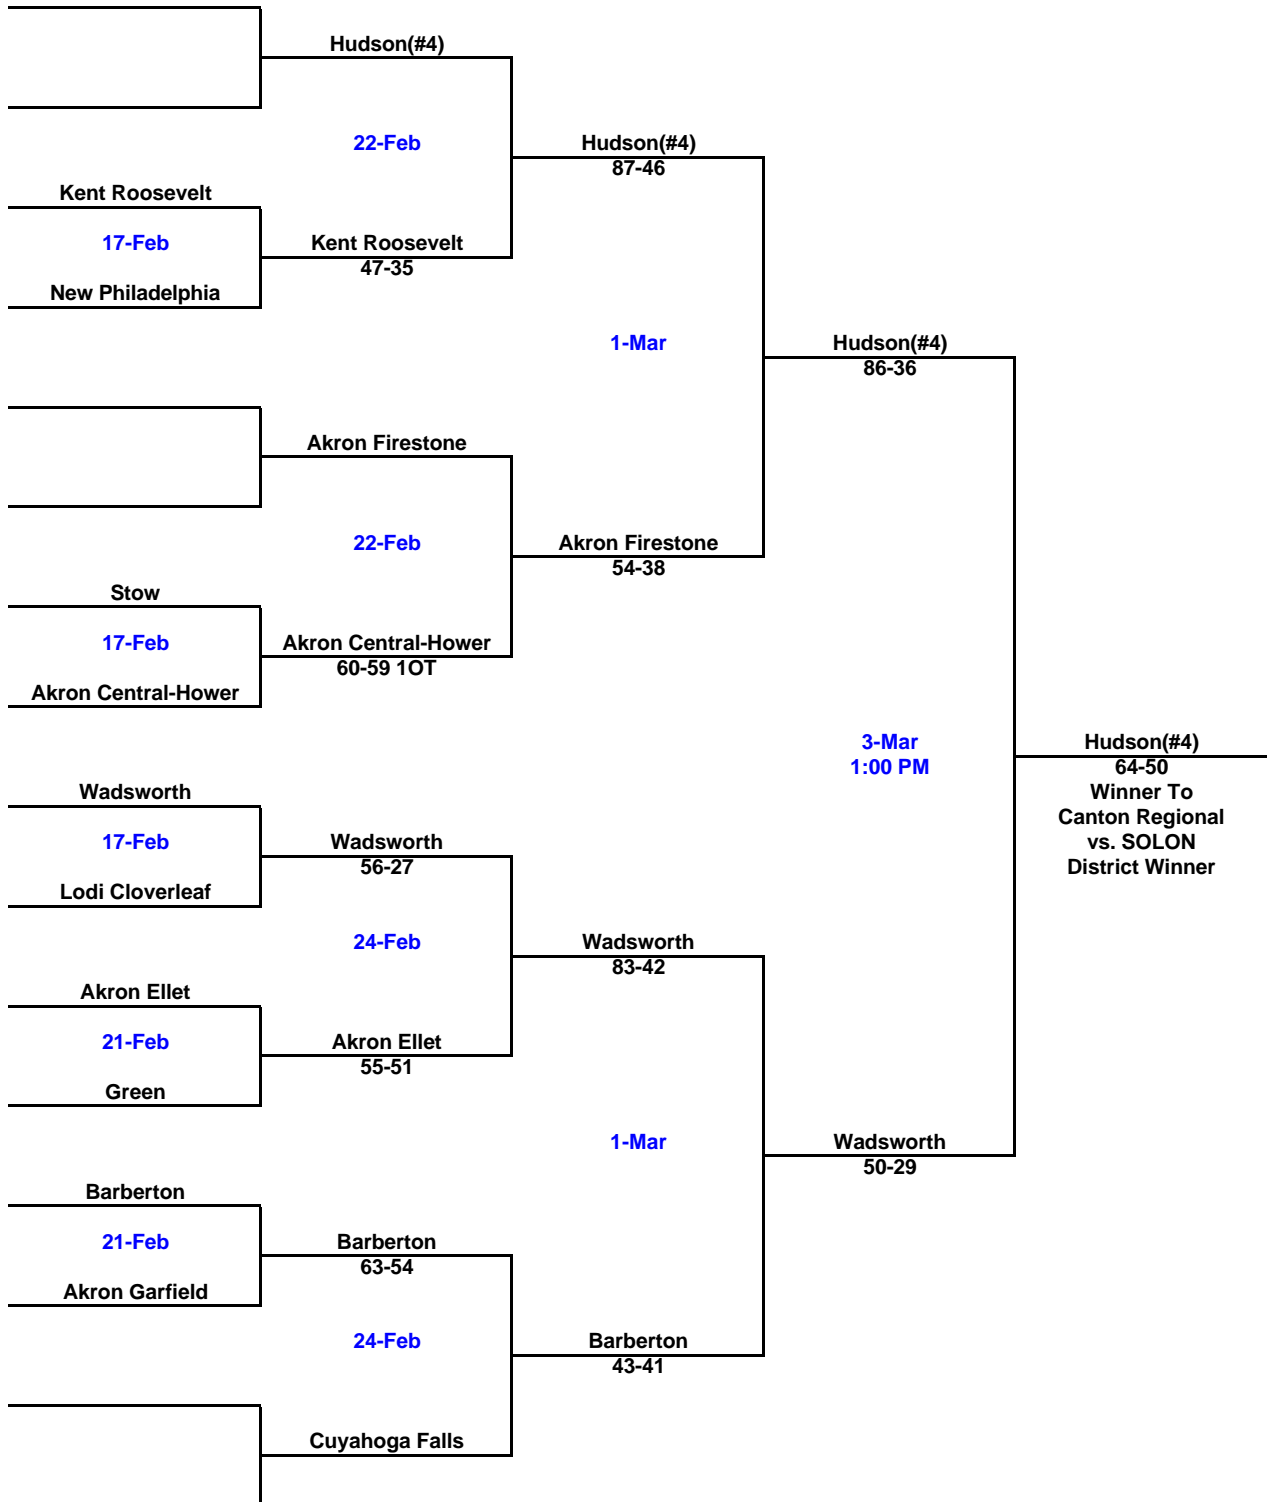 Hudson(#4)
22-Feb
Hudson(#4)
87-46
Kent Roosevelt
17-Feb
Kent Roosevelt
47-35
New Philadelphia
1-Mar
Hudson(#4)
86-36
Akron Firestone
22-Feb
Akron Firestone
54-38
Stow
17-Feb
Akron Central-Hower
60-59 1OT
Akron Central-Hower
3-Mar
1:00 PM
Hudson(#4)
64-50
Winner To
Canton Regional
vs. SOLON
District Winner
Wadsworth
17-Feb
Wadsworth
56-27
Lodi Cloverleaf
24-Feb
Wadsworth
83-42
Akron Ellet
21-Feb
Akron Ellet
55-51
Green
1-Mar
Wadsworth
50-29
Barberton
21-Feb
Barberton
63-54
Akron Garfield
24-Feb
Barberton
43-41
Cuyahoga Falls